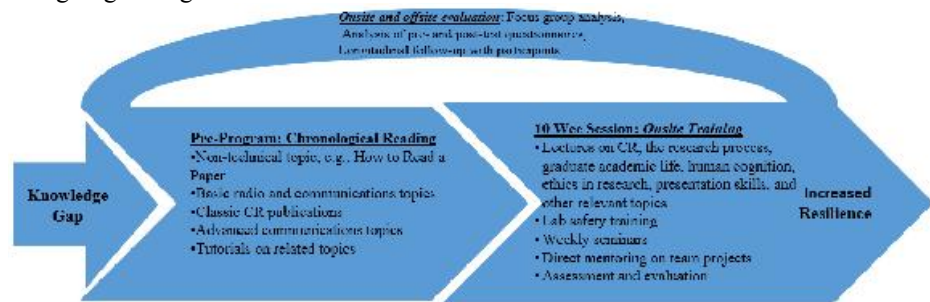 Onsite and offsite evaluation: Focus group analysis,
Analysis of pre- and post-test questionnaires,
Longitudinal follow-up with participants
Knowledge
Gap
Pre-Program: Chronological Reading
•Non-technical topic, e.g., How to Read a
Paper
•Basic radio and communications topics
•Classic CR publications
•Advanced communications topics
•Tutorials on related topics
10 Wee Session: Onsite Training
•Lectures on CR, the research process,
graduate academic life, human cognition,
ethics in research, presentation skills, and
other relevant topics
•Lab safety training
•Weekly seminars
•Direct mentoring on team projects
•Assessment and evaluation
Increased
Resilience